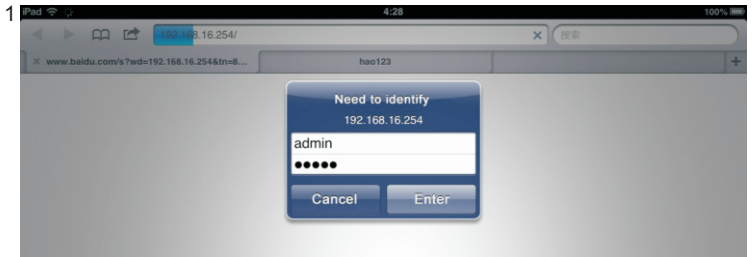 1
iPad 4:28 100%
192.168.16.254/ 搜索
www.baidu.com/s?wd=192.168.16.254&tn=8... hao123
Need to identify
192.168.16.254
admin
●●●●●
Cancel Enter